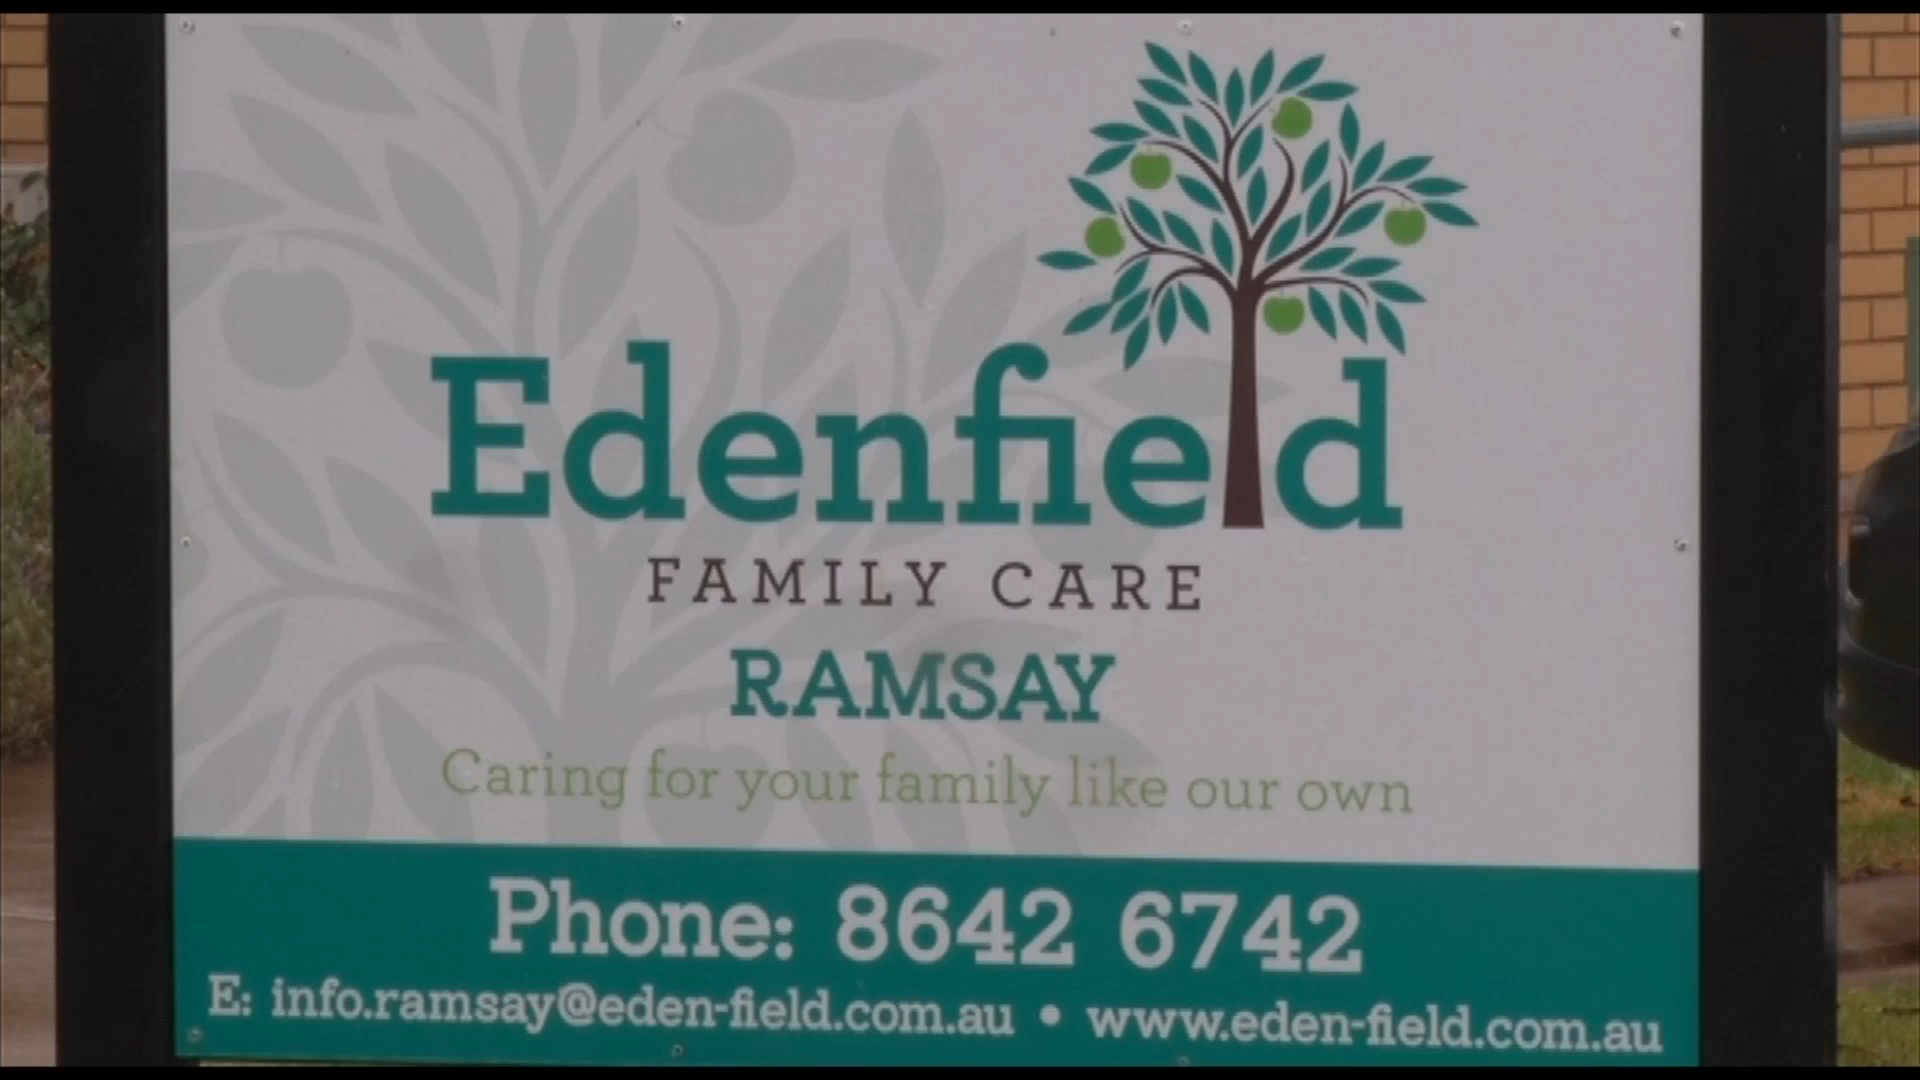 Edenfield
FAMILY CARE
RAMSAY
Caring for your family like our own
Phone: 8642 6742
E: info.ramsay@eden-field.com.au • www.eden-field.com.au